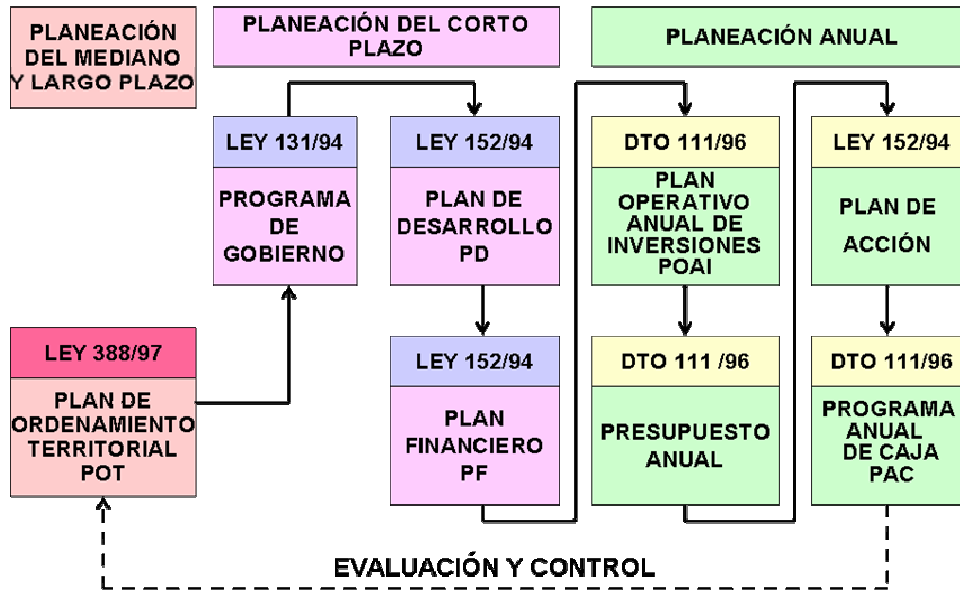 PLANEACIÓN
DEL MEDIANO
Y LARGO PLAZO
PLANEACIÓN DEL CORTO
PLAZO
PLANEACIÓN ANUAL
LEY 131/94
PROGRAMA
DE
GOBIERNO
LEY 152/94
PLAN DE
DESARROLLO
PD
DTO 111/96
PLAN
OPERATIVO
ANUAL DE
INVERSIONES
POAI
LEY 152/94
PLAN DE
ACCIÓN
LEY 388/97
PLAN DE
ORDENAMIENTO
TERRITORIAL
POT
LEY 152/94
PLAN
FINANCIERO
PF
DTO 111 /96
PRESUPUESTO
ANUAL
DTO 111/96
PROGRAMA
ANUAL
DE CAJA
PAC
EVALUACIÓN Y CONTROL